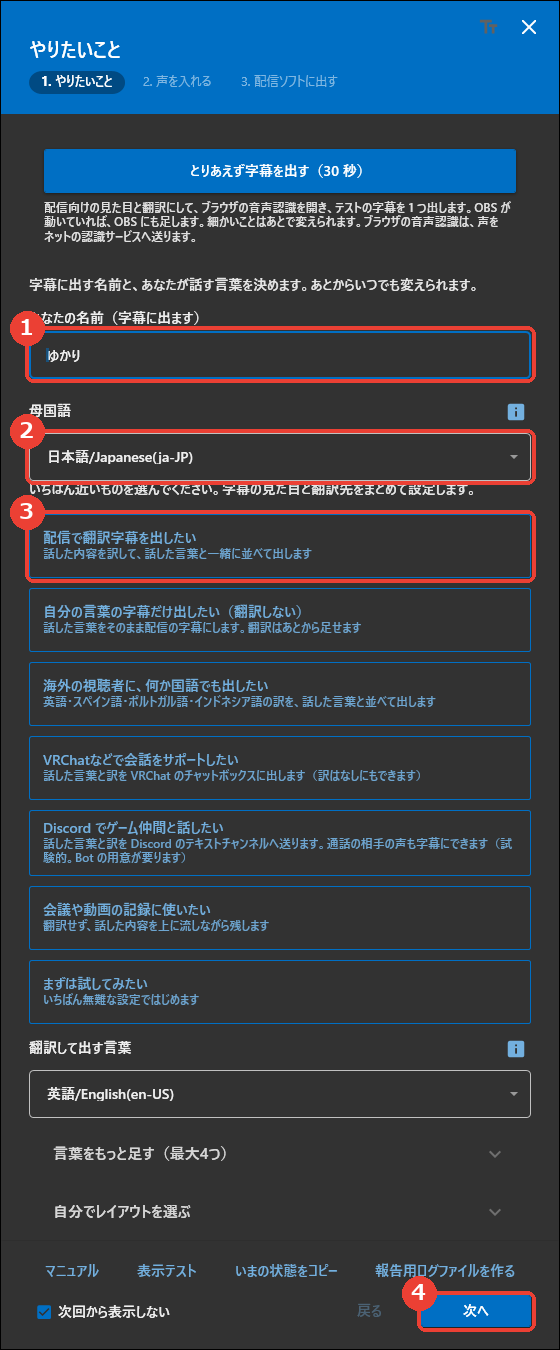 やりたいこと
1. やりたいこと 2. 声を入れる 3. 配信ソフトに出す
とりあえず字幕を出す（30 秒）
配信向けの見た目と翻訳にして、ブラウザの音声認識を開き、テストの字幕を 1 つ出します。OBS が
動いていれば、OBS にも足します。細かいことはあとで変えられます。ブラウザの音声認識は、声を
ネットの認識サービスへ送ります。
字幕に出す名前と、あなたが話す言葉を決めます。あとからいつでも変えられます。
なたの名前（字幕に出ます）
1
ゆかり
母国語
2
日本語/Japanese(ja-JP)
いちばん近いものを選んでください。字幕の見た目と翻訳先をまとめて設定します。
3
配信で翻訳字幕を出したい
話した内容を訳して、話した言葉と一緒に並べて出します
自分の言葉の字幕だけ出したい（翻訳しない）
話した言葉をそのまま配信の字幕にします。翻訳はあとから足せます
海外の視聴者に、何か国語でも出したい
英語・スペイン語・ポルトガル語・インドネシア語の訳を、話した言葉と並べて出します
VRChatなどで会話をサポートしたい
話した言葉と訳を VRChat のチャットボックスに出します（訳はなしにもできます）
Discord でゲーム仲間と話したい
話した言葉と訳を Discord のテキストチャンネルへ送ります。通話の相手の声も字幕にできます（試
験的。Bot の用意が要ります）
会議や動画の記録に使いたい
翻訳せず、話した内容を上に流しながら残します
まずは試してみたい
いちばん無難な設定ではじめます
翻訳して出す言葉
英語/English(en-US)
言葉をもっと足す（最大4つ）
自分でレイアウトを選ぶ
マニュアル 表示テスト いまの状態をコピー 報告用ログファイルを作る
4
次回から表示しない 戻る 次へ